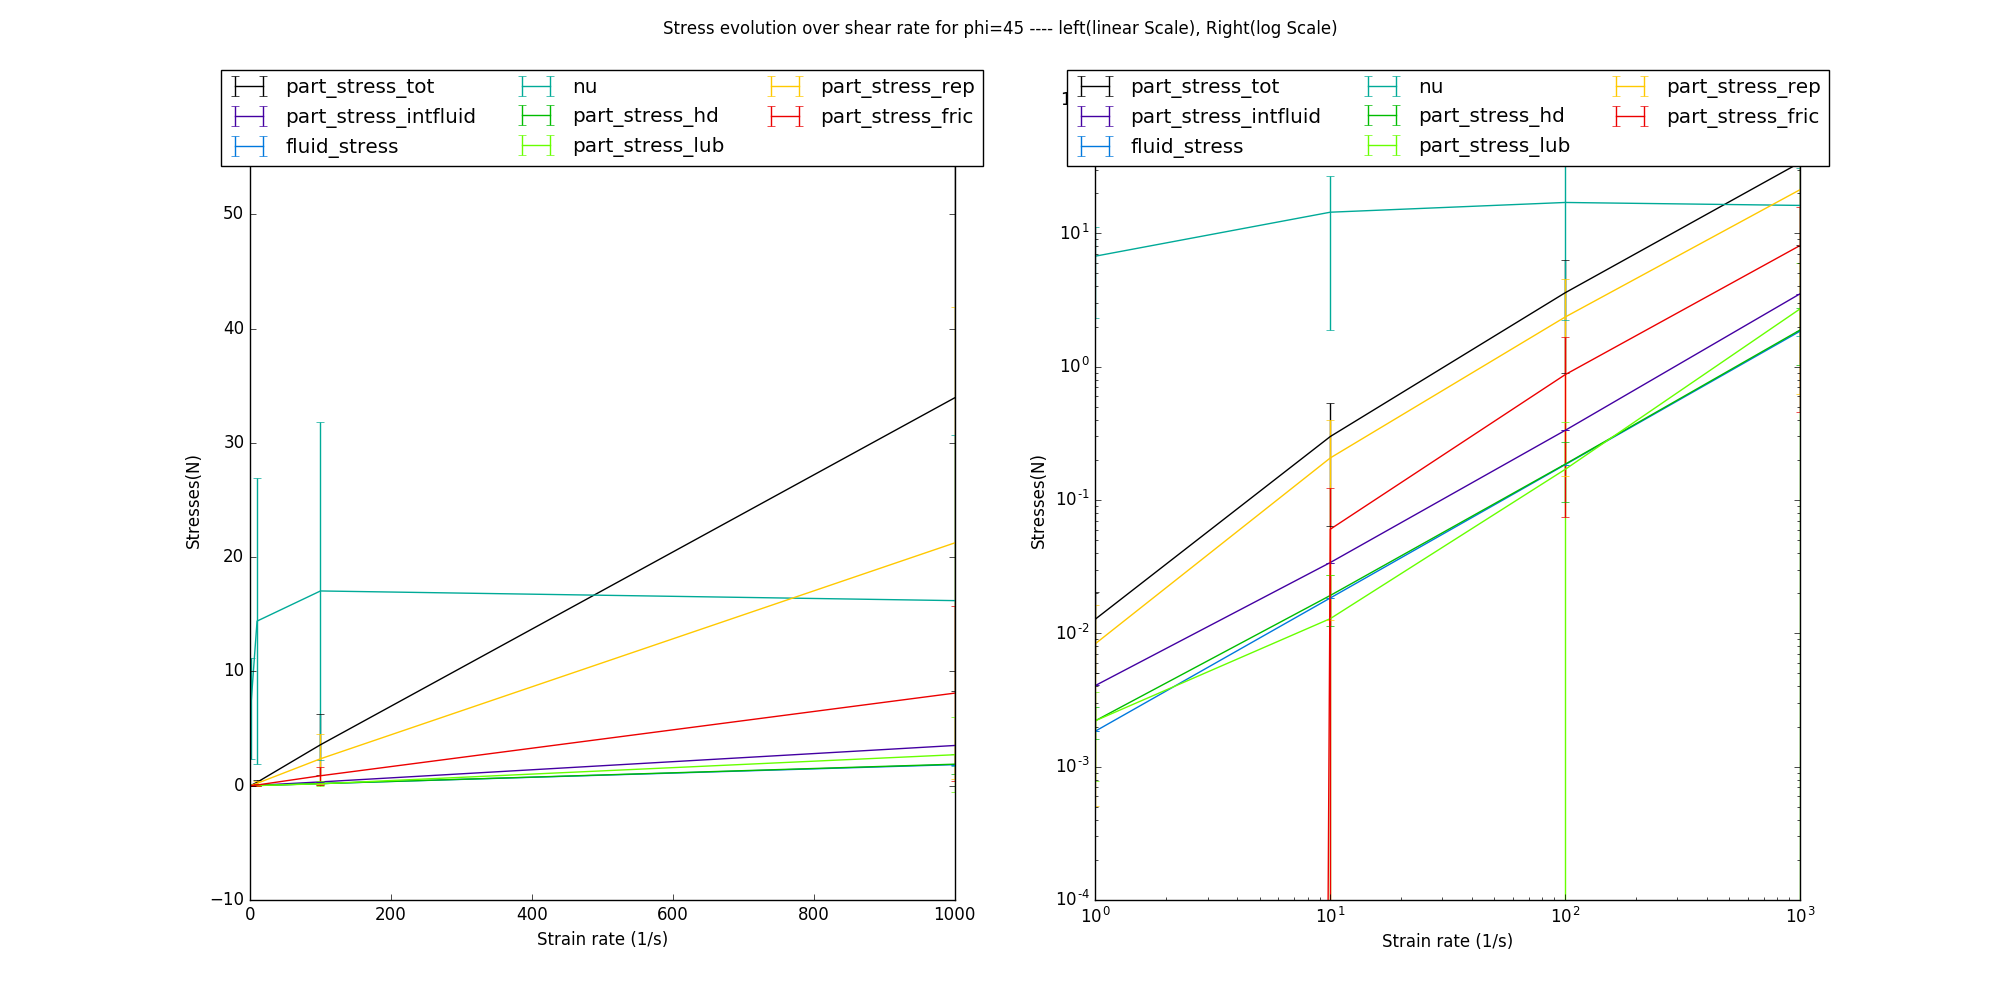 Stress evolution over shear rate for phi=45 ---- left(linear Scale), Right(log Scale)
part_stress_tot nu part_stress_rep
part_stress_intfluid part_stress_hd part_stress_fric
fluid_stress part_stress_lub
50
40
30
20
10
0
−10
0 200 400 600 800 1000
Strain rate (1/s)
Stresses(N)
part_stress_tot nu part_stress_rep
part_stress_intfluid part_stress_hd part_stress_fric
fluid_stress part_stress_lub
10^1
10^0
10^-1
10^-2
10^-3
10^-4
10^0 10^1 10^2 10^3
Strain rate (1/s)
Stresses(N)